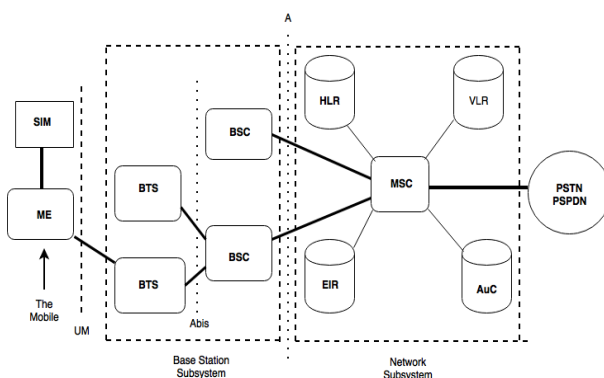 A
HLR
VLR
SIM
BSC
BTS
MSC
PSTN
PSPDN
ME
BSC
BTS
EIR
AuC
The
Mobile
UM
Abis
Base Station
Subsystem
Network
Subsystem